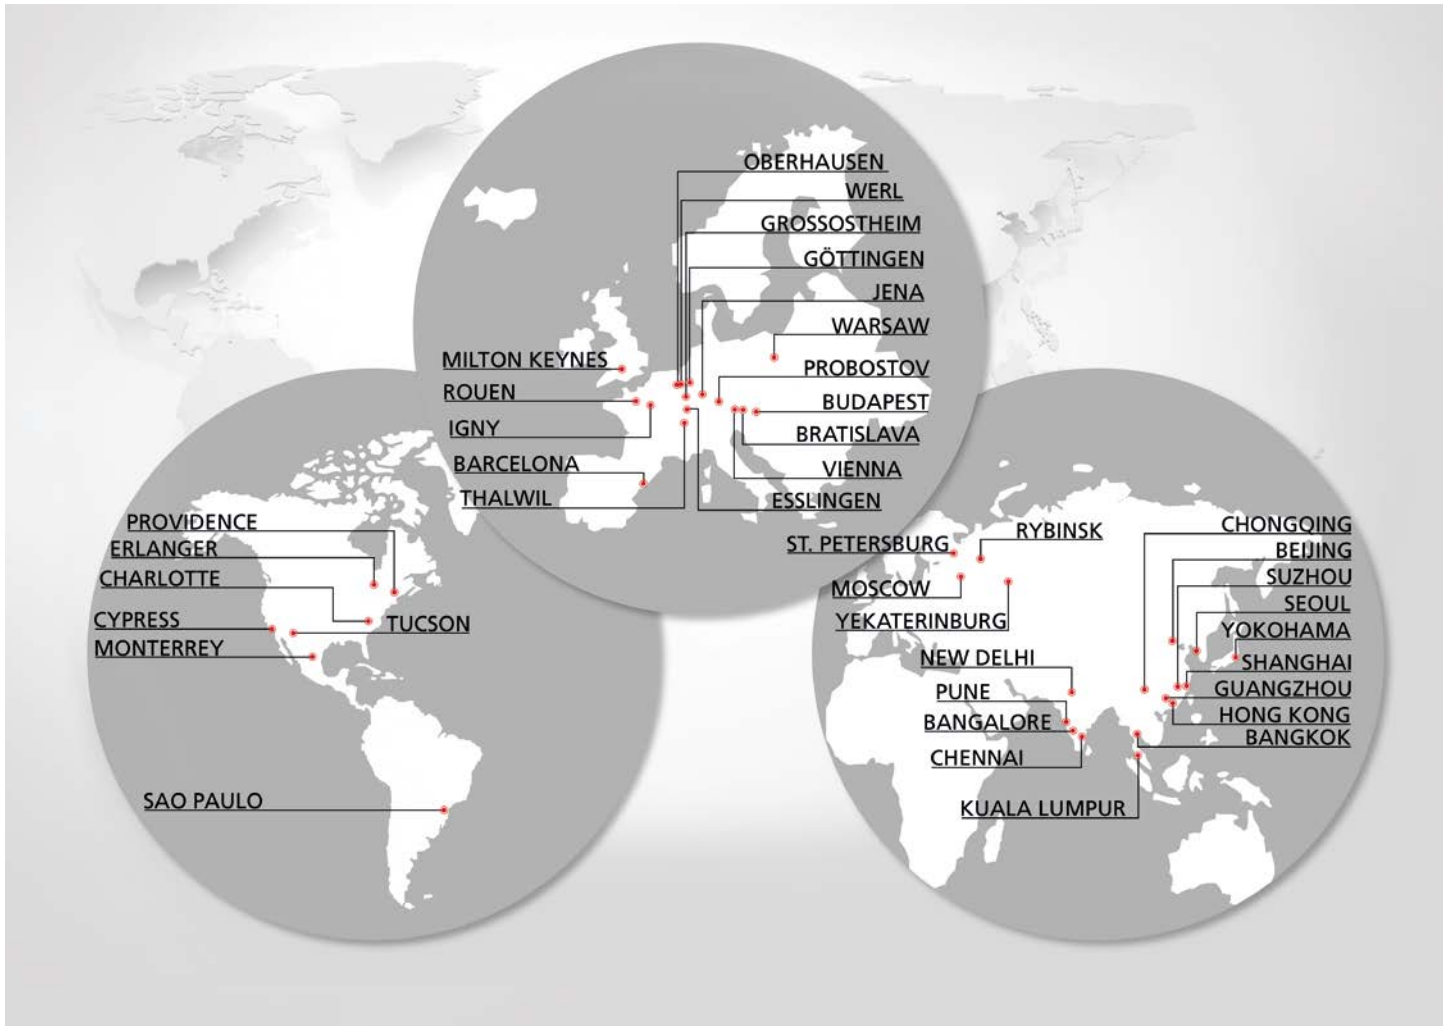 OBERHAUSEN
WERL
GROSSOSTHEIM
GÖTTINGEN
JENA
WARSAW
MILTON KEYNES
PROBOSTOV
ROUEN
BUDAPEST
IGNY
BRATISLAVA
BARCELONA
VIENNA
THALWIL
ESSLINGEN
PROVIDENCE
ERLANGER
CHARLOTTE
CYPRESS
TUCSON
MONTERREY
SAO PAULO
ST. PETERSBURG
RYBINSK
MOSCOW
YEKATERINBURG
NEW DELHI
PUNE
BANGALORE
CHENNAI
KUALA LUMPUR
CHONGQING
BEIJING
SUZHOU
SEOUL
YOKOHAMA
SHANGHAI
GUANGZHOU
HONG KONG
BANGKOK